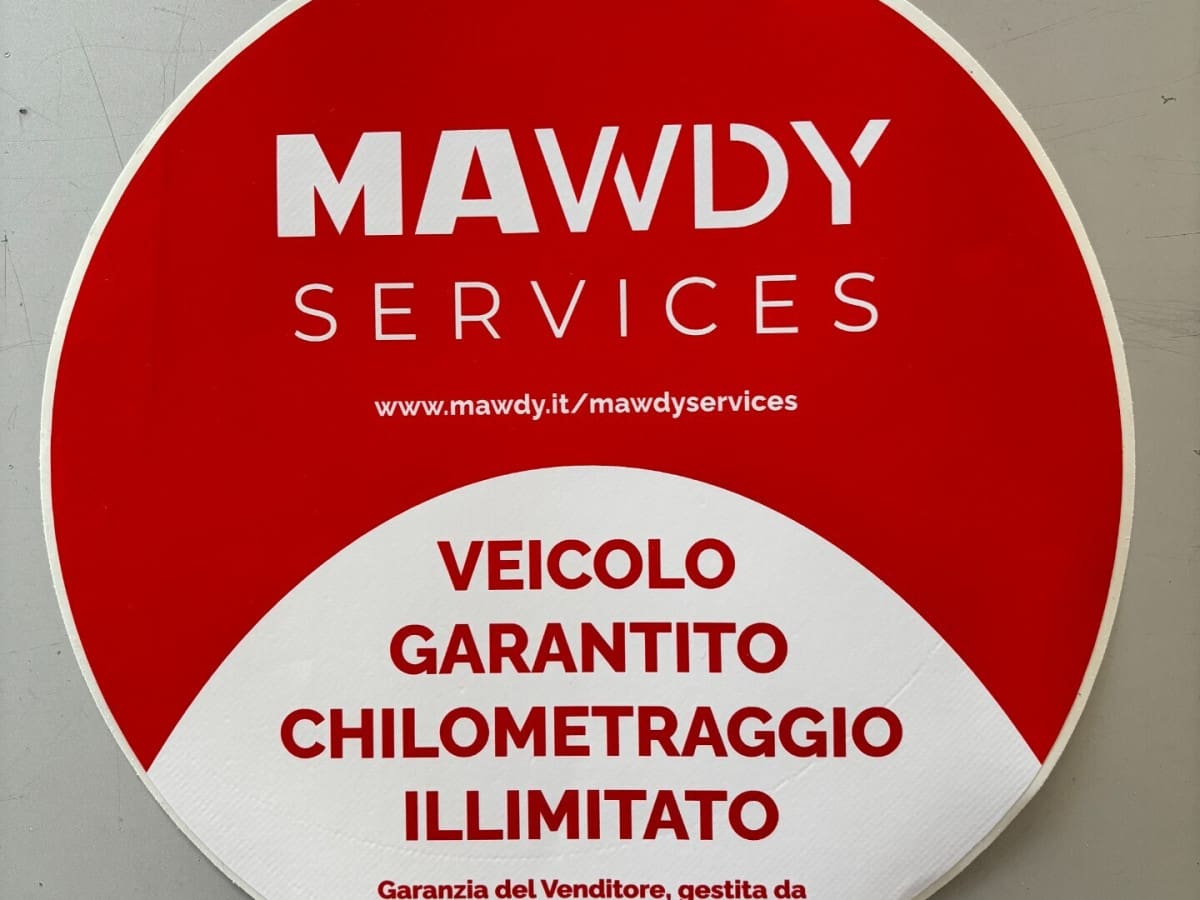 MAWDY
SERVICES
www.mawdy.it/mawdyservices
VEICOLO
GARANTITO
CHILOMETRAGGIO
ILLIMITATO
Garanzia del Venditore, gestita da